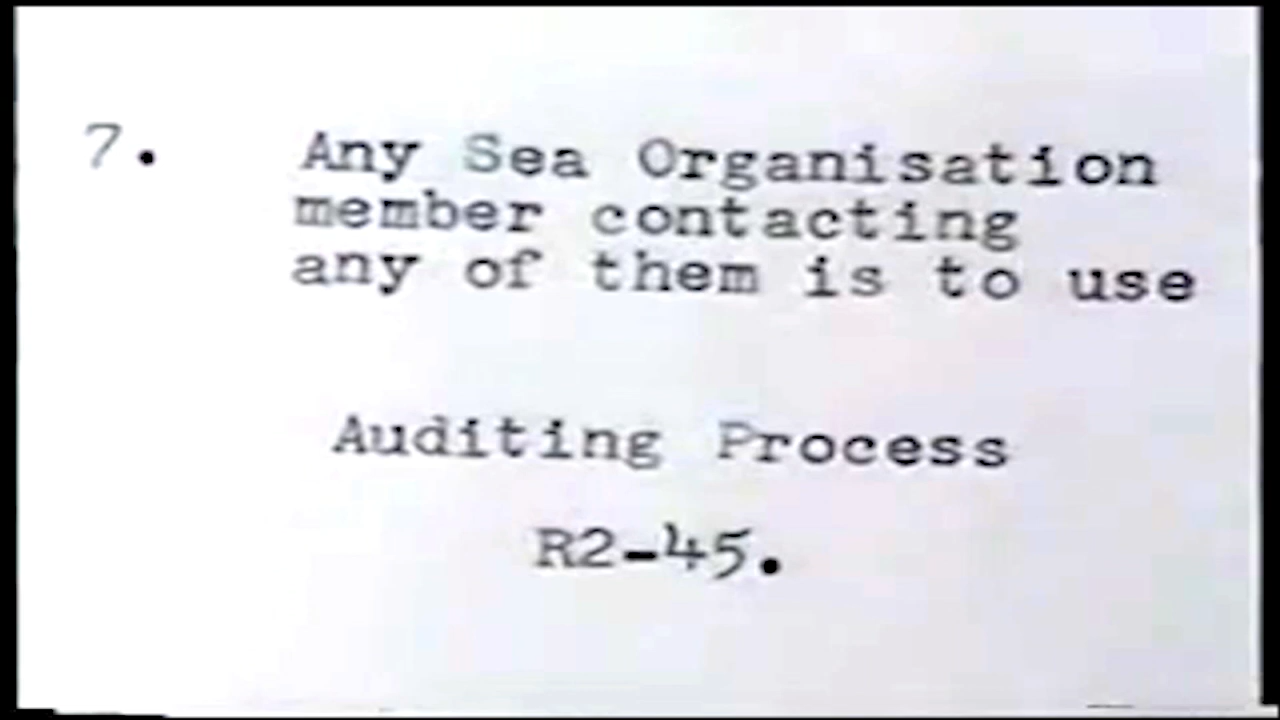 7. Any Sea Organisation
member contacting
any of them is to use
Auditing Process
R2-45.